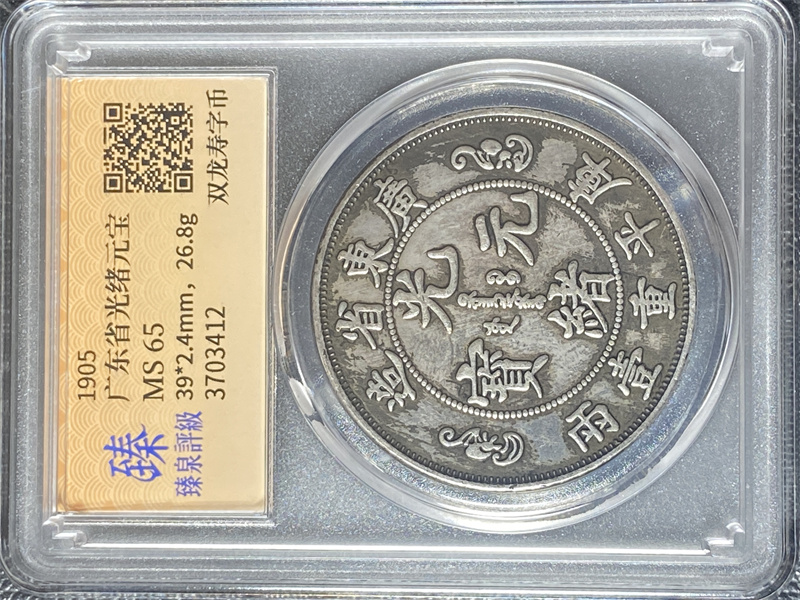 1905
广东省光绪元宝
MS 65
39*2.4mm，26.8g
3703412
双龙寿字币
臻
臻泉評級
廣東省造
庫平重壹兩
光緒元寶